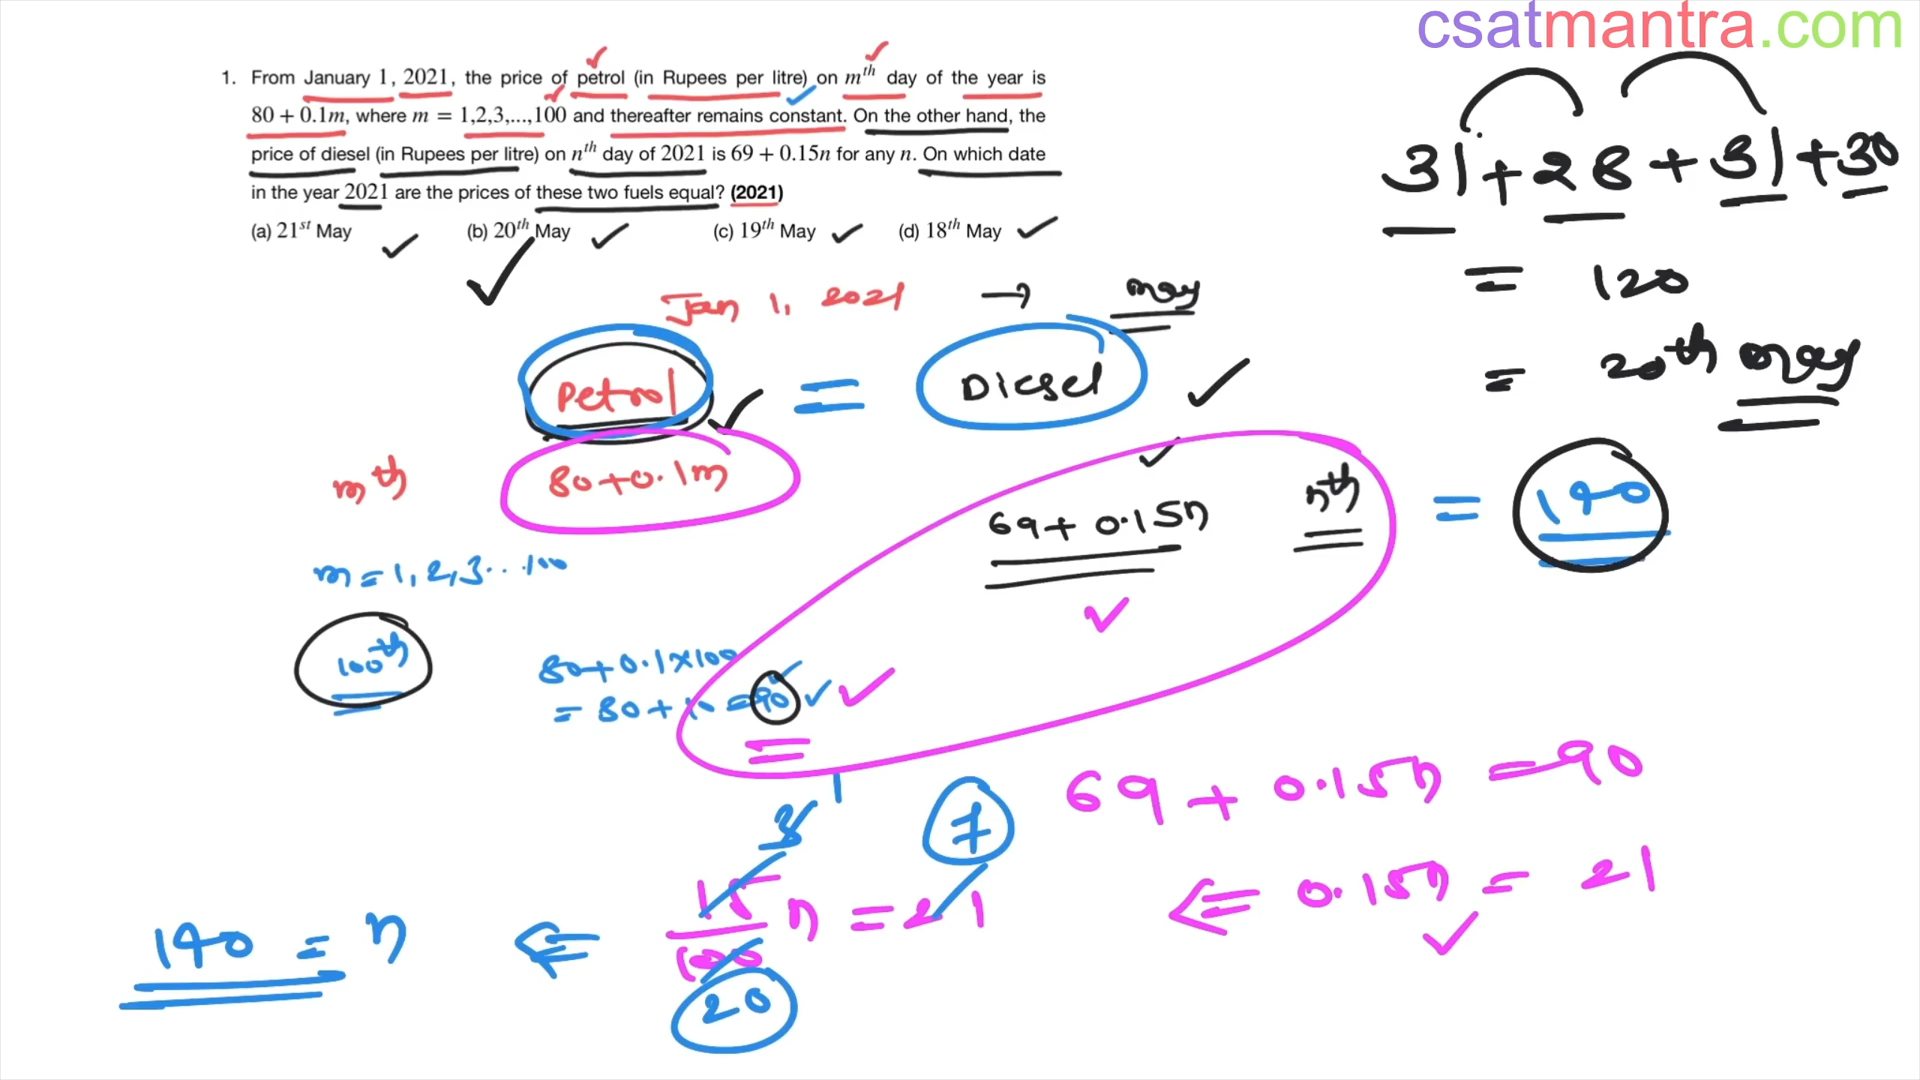 csatmantra.com
1. From January 1, 2021, the price of petrol (in Rupees per litre) on mᵗʰ day of the year is
80 + 0.1m, where m = 1,2,3,...,100 and thereafter remains constant. On the other hand, the
price of diesel (in Rupees per litre) on nᵗʰ day of 2021 is 69 + 0.15n for any n. On which date
in the year 2021 are the prices of these two fuels equal? (2021)
(a) 21ˢᵗ May (b) 20ᵗʰ May (c) 19ᵗʰ May (d) 18ᵗʰ May
31 + 28 + 31 + 30
= 120
= 20th may
Jan 1, 2021 → may
Petrol = Diesel
mth 80+0.1m
69+ 0.15n nth = 140
m = 1, 2, 3...100
100th
80+0.1×100
= 80+10 = 90
69 + 0.15n = 90
⇐ 0.15n = 21
3 1 7
15/100 n = 21
20
140 = n ⇐